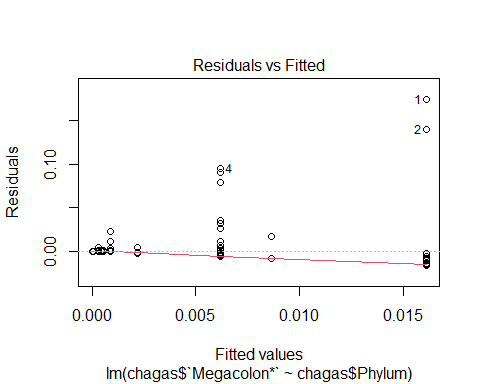 Residuals vs Fitted
Residuals
0.10
0.00
1
2
4
0.000
0.005
0.010
0.015
Fitted values
lm(chagas$`Megacolon*` ~ chagas$Phylum)